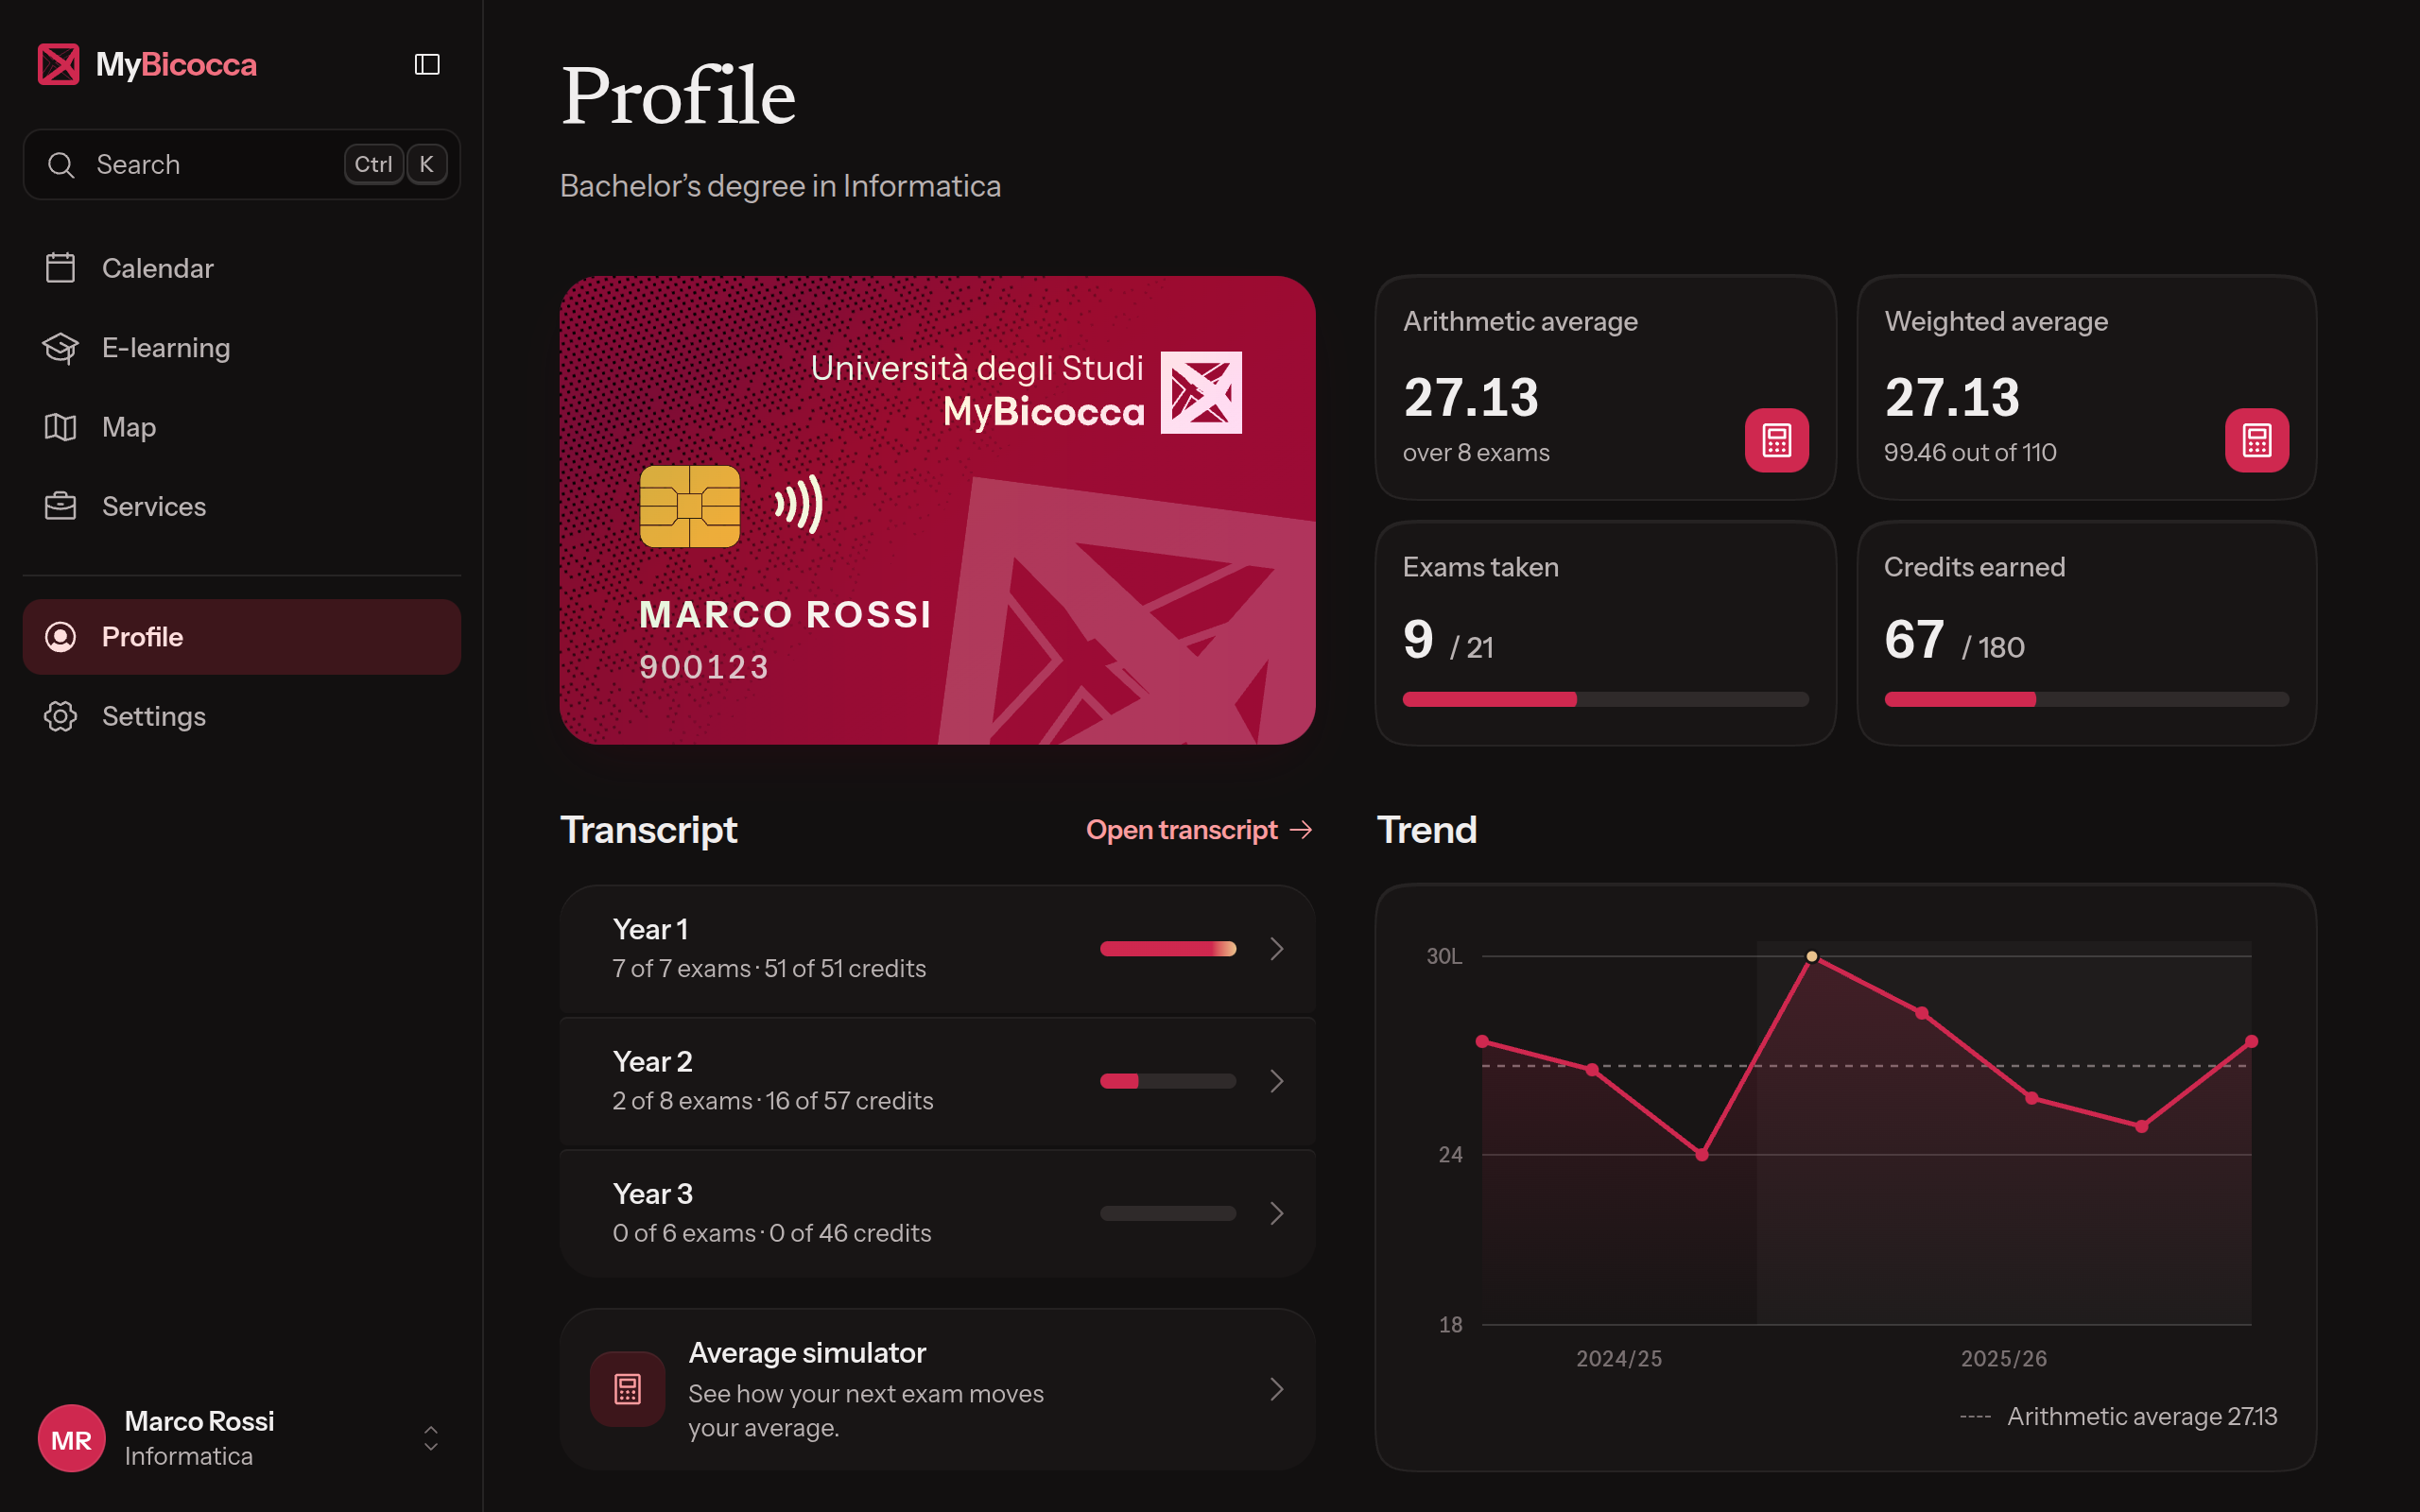 MyBicocca
Search Ctrl K
Calendar
E-learning
Map
Services
Profile
Settings
MR
Marco Rossi
Informatica
Profile
Bachelor’s degree in Informatica
Università degli Studi
MyBicocca
MARCO ROSSI
900123
Arithmetic average
27.13
over 8 exams
Weighted average
27.13
99.46 out of 110
Exams taken
9 / 21
Credits earned
67 / 180
Transcript
Open transcript
Year 1
7 of 7 exams · 51 of 51 credits
Year 2
2 of 8 exams · 16 of 57 credits
Year 3
0 of 6 exams · 0 of 46 credits
Average simulator
See how your next exam moves
your average.
Trend
30L
24
18
2024/25
2025/26
Arithmetic average 27.13